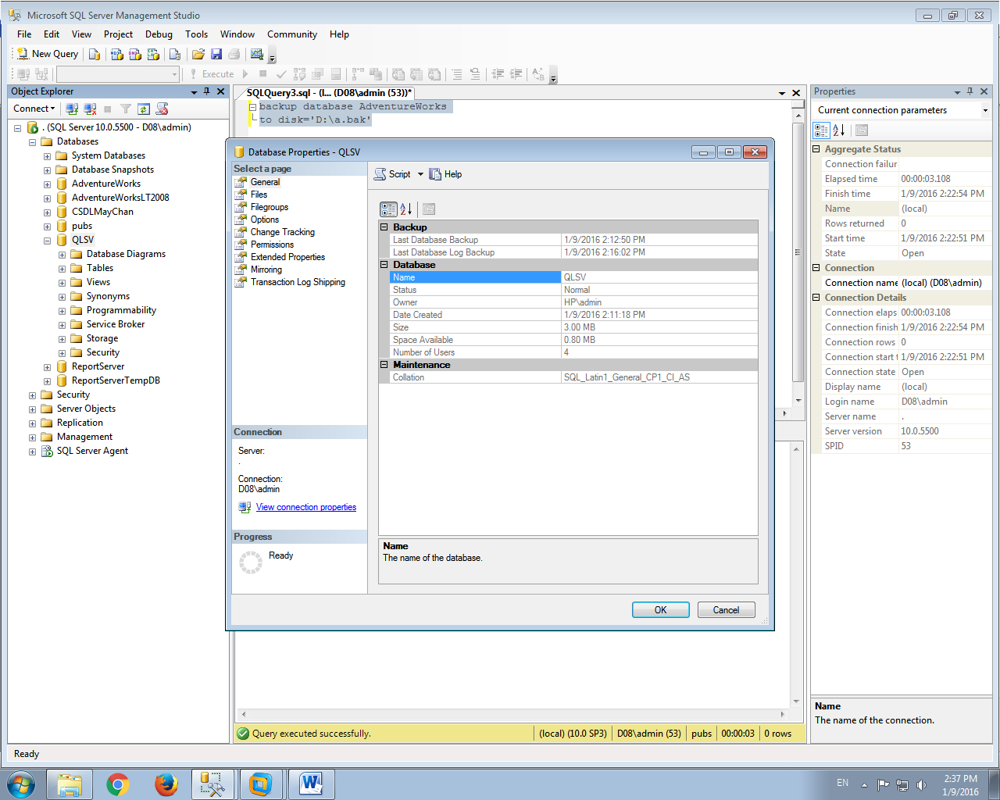 Microsoft SQL Server Management Studio
File Edit View Project Debug Tools Window Community Help
New Query
Execute
Object Explorer
Connect
. (SQL Server 10.0.5500 - D08\admin)
Databases
System Databases
Database Snapshots
AdventureWorks
AdventureWorksLT2008
CSDLMayChan
pubs
QLSV
Database Diagrams
Tables
Views
Synonyms
Programmability
Service Broker
Storage
Security
ReportServer
ReportServerTempDB
Security
Server Objects
Replication
Management
SQL Server Agent
SQLQuery3.sql - (l... (D08\admin (53))*
backup database AdventureWorks
to disk='D:\a.bak'
Database Properties - QLSV
Select a page
General
Files
Filegroups
Options
Change Tracking
Permissions
Extended Properties
Mirroring
Transaction Log Shipping
Connection
Server:
.
Connection:
D08\admin
View connection properties
Progress
Ready
Script Help
Backup
Last Database Backup 1/9/2016 2:12:50 PM
Last Database Log Backup 1/9/2016 2:16:02 PM
Database
Name QLSV
Status Normal
Owner HP\admin
Date Created 1/9/2016 2:11:18 PM
Size 3.00 MB
Space Available 0.80 MB
Number of Users 4
Maintenance
Collation SQL_Latin1_General_CP1_CI_AS
Name
The name of the database.
OK Cancel
Query executed successfully. (local) (10.0 SP3) D08\admin (53) pubs 00:00:03 0 rows
Properties
Current connection parameters
Aggregate Status
Connection failur
Elapsed time 00:00:03.108
Finish time 1/9/2016 2:22:54 PM
Name (local)
Rows returned 0
Start time 1/9/2016 2:22:51 PM
State Open
Connection
Connection name (local) (D08\admin)
Connection Details
Connection elaps 00:00:03.108
Connection finish 1/9/2016 2:22:54 PM
Connection rows 0
Connection start t 1/9/2016 2:22:51 PM
Connection state Open
Display name (local)
Login name D08\admin
Server name .
Server version 10.0.5500
SPID 53
Name
The name of the connection.
Ready
EN
2:37 PM
1/9/2016